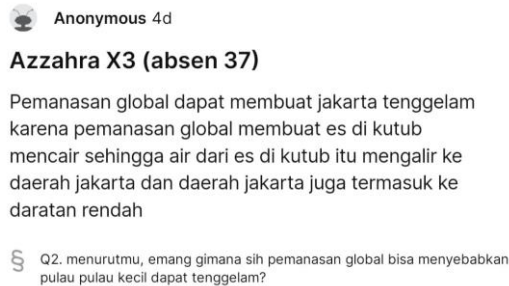 Anonymous 4d
Azzahra X3 (absen 37)
Pemanasan global dapat membuat jakarta tenggelam
karena pemanasan global membuat es di kutub
mencair sehingga air dari es di kutub itu mengalir ke
daerah jakarta dan daerah jakarta juga termasuk ke
daratan rendah
§ Q2. menurutmu, emang gimana sih pemanasan global bisa menyebabkan
pulau pulau kecil dapat tenggelam?